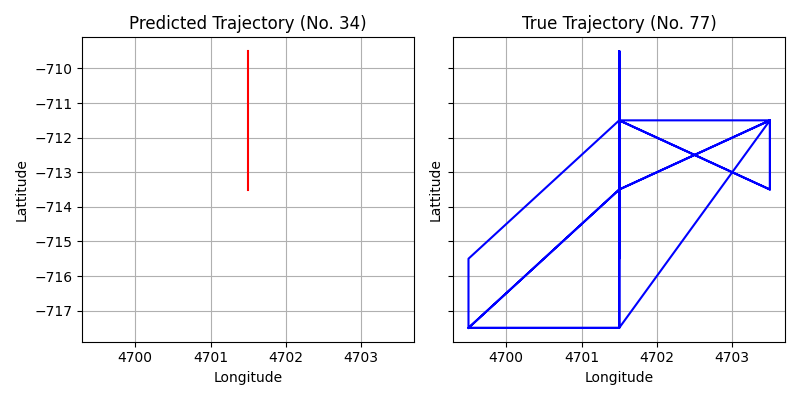 Predicted Trajectory (No. 34)
True Trajectory (No. 77)
Lattitude
−710
−711
−712
−713
−714
−715
−716
−717
4700
4701
4702
4703
Longitude
Lattitude
4700
4701
4702
4703
Longitude